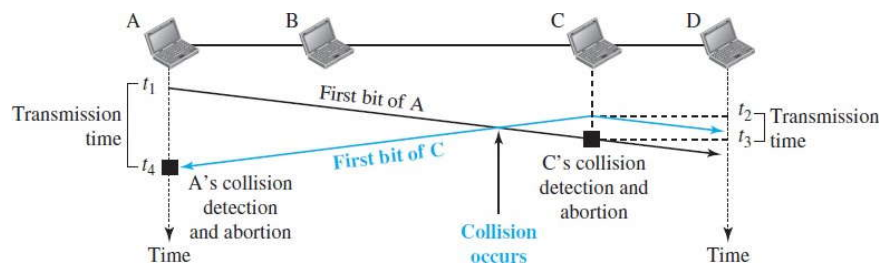 A
B
C
D
t1
First bit of A
t2
Transmission
time
Transmission
time
t3
First bit of C
t4
A's collision
detection
and abortion
C's collision
detection and
abortion
Collision
occurs
Time
Time